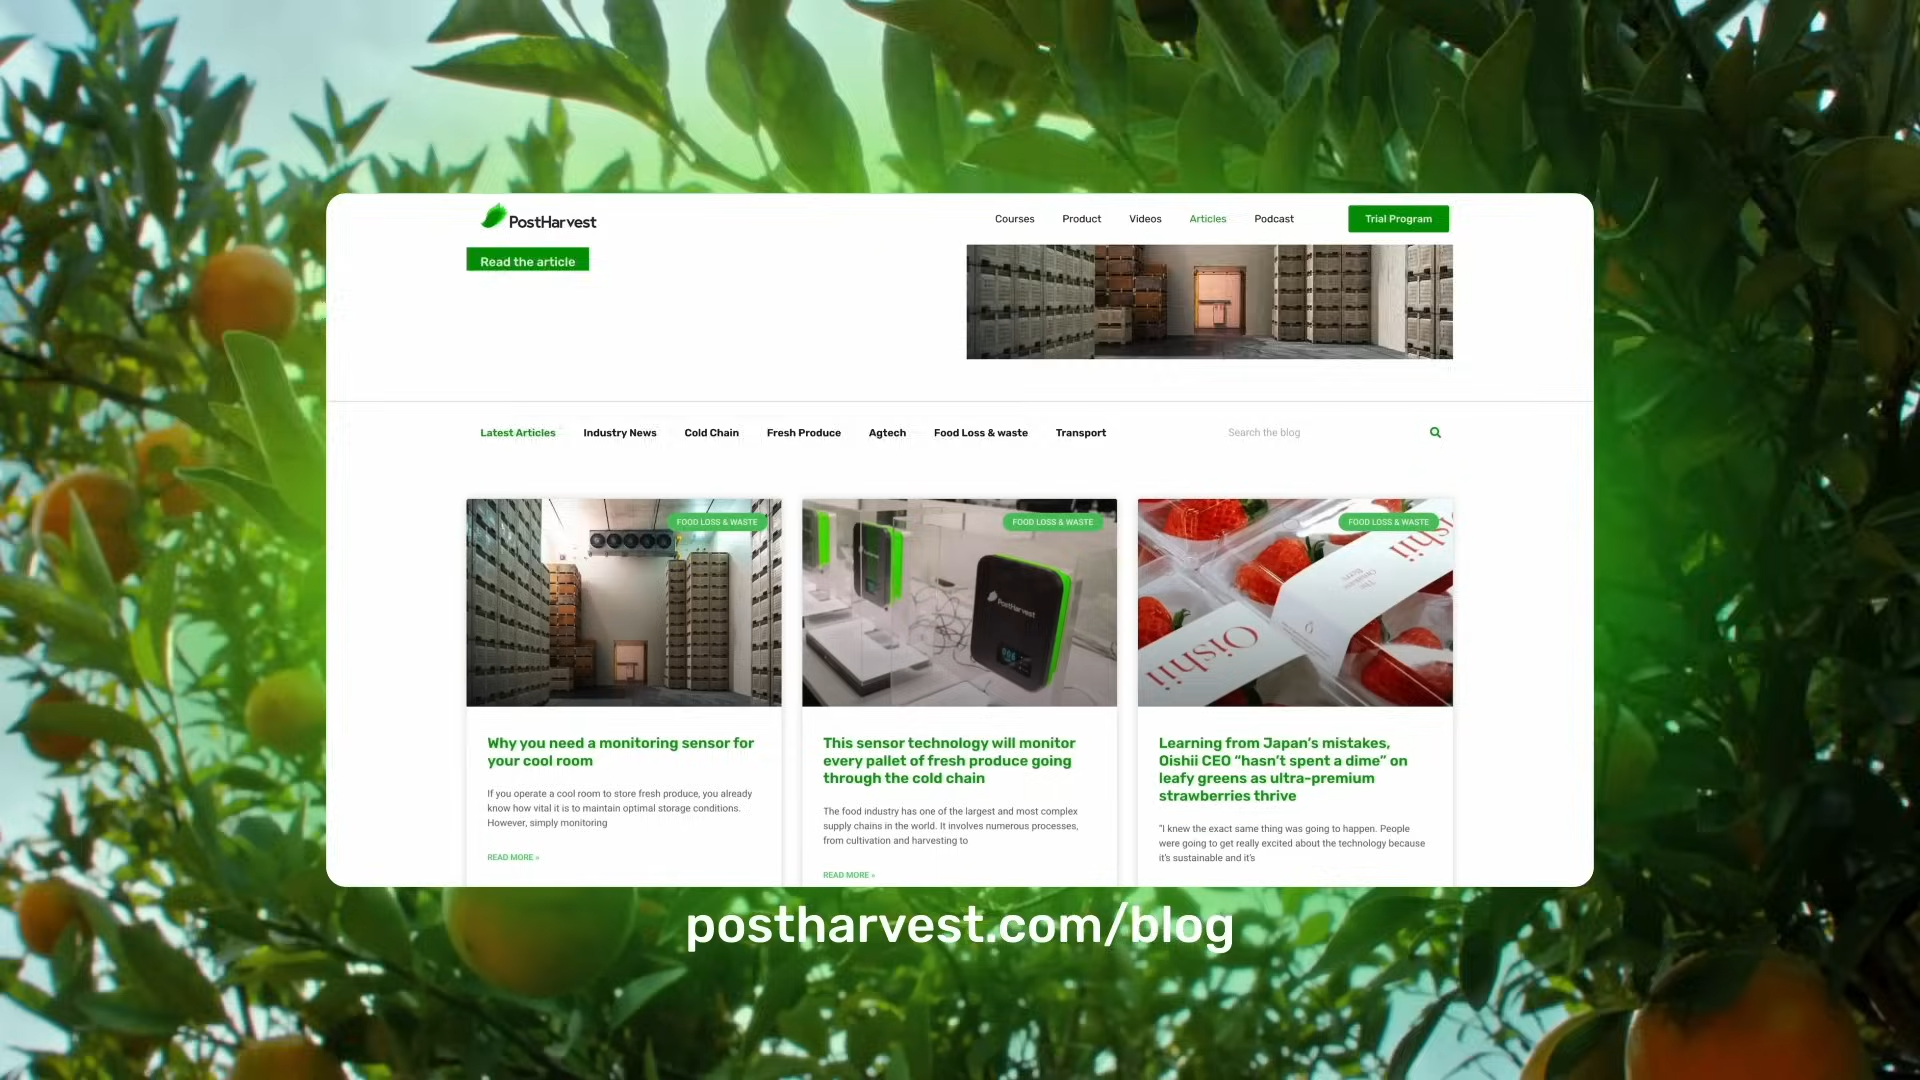 PostHarvest
Courses Product Videos Articles Podcast Trial Program
Read the article
Latest Articles Industry News Cold Chain Fresh Produce Agtech Food Loss & waste Transport Search the blog
FOOD LOSS & WASTE
PostHarvest
Why you need a monitoring sensor for
your cool room
If you operate a cool room to store fresh produce, you already
know how vital it is to maintain optimal storage conditions.
However, simply monitoring
READ MORE »
FOOD LOSS & WASTE
This sensor technology will monitor
every pallet of fresh produce going
through the cold chain
The food industry has one of the largest and most complex
supply chains in the world. It involves numerous processes,
from cultivation and harvesting to
READ MORE »
FOOD LOSS & WASTE
Oishii
Oishii
The
Oishii
Berry
Learning from Japan's mistakes,
Oishii CEO “hasn't spent a dime” on
leafy greens as ultra-premium
strawberries thrive
“I knew the exact same thing was going to happen. People
were going to get really excited about the technology because
it's sustainable and it's
postharvest.com/blog